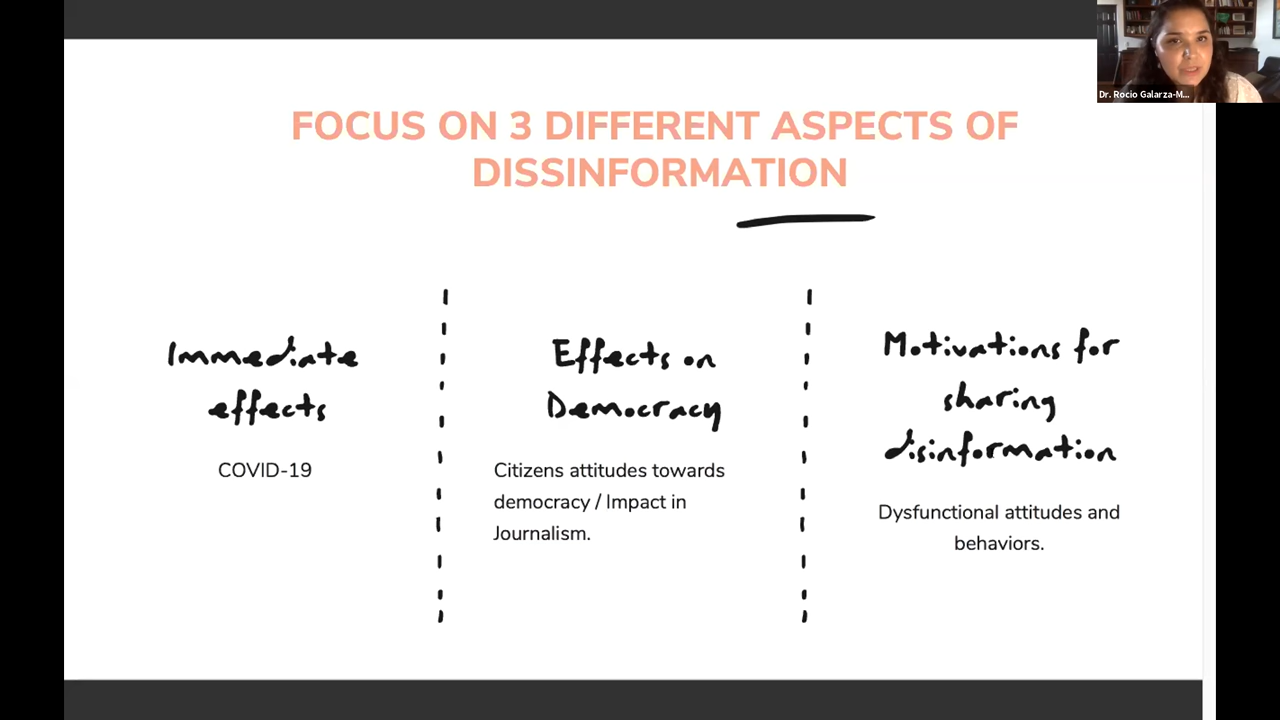 Dr. Rocio Galarza-M...
FOCUS ON 3 DIFFERENT ASPECTS OF
DISSINFORMATION
Immediate
effects
COVID-19
Effects on
Democracy
Citizens attitudes towards
democracy / Impact in
Journalism.
Motivations for
sharing
disinformation
Dysfunctional attitudes and
behaviors.